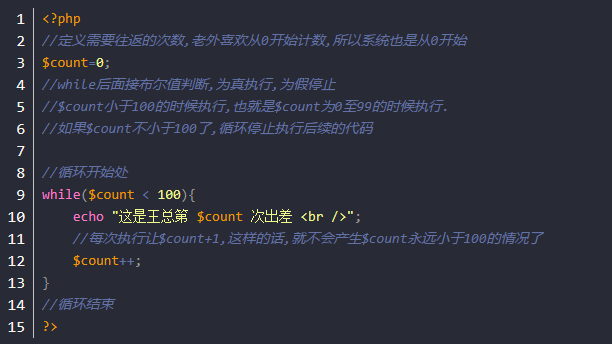 1 <?php
2 //定义需要往返的次数,老外喜欢从0开始计数,所以系统也是从0开始
3 $count=0;
4 //while后面接布尔值判断,为真执行,为假停止
5 //$count小于100的时候执行,也就是$count为0至99的时候执行.
6 //如果$count不小于100了,循环停止执行后续的代码
7
8 //循环开始处
9 while($count < 100){
10     echo "这是王总第 $count 次出差 <br />";
11     //每次执行让$count+1,这样的话,就不会产生$count永远小于100的情况了
12     $count++;
13 }
14 //循环结束
15 ?>